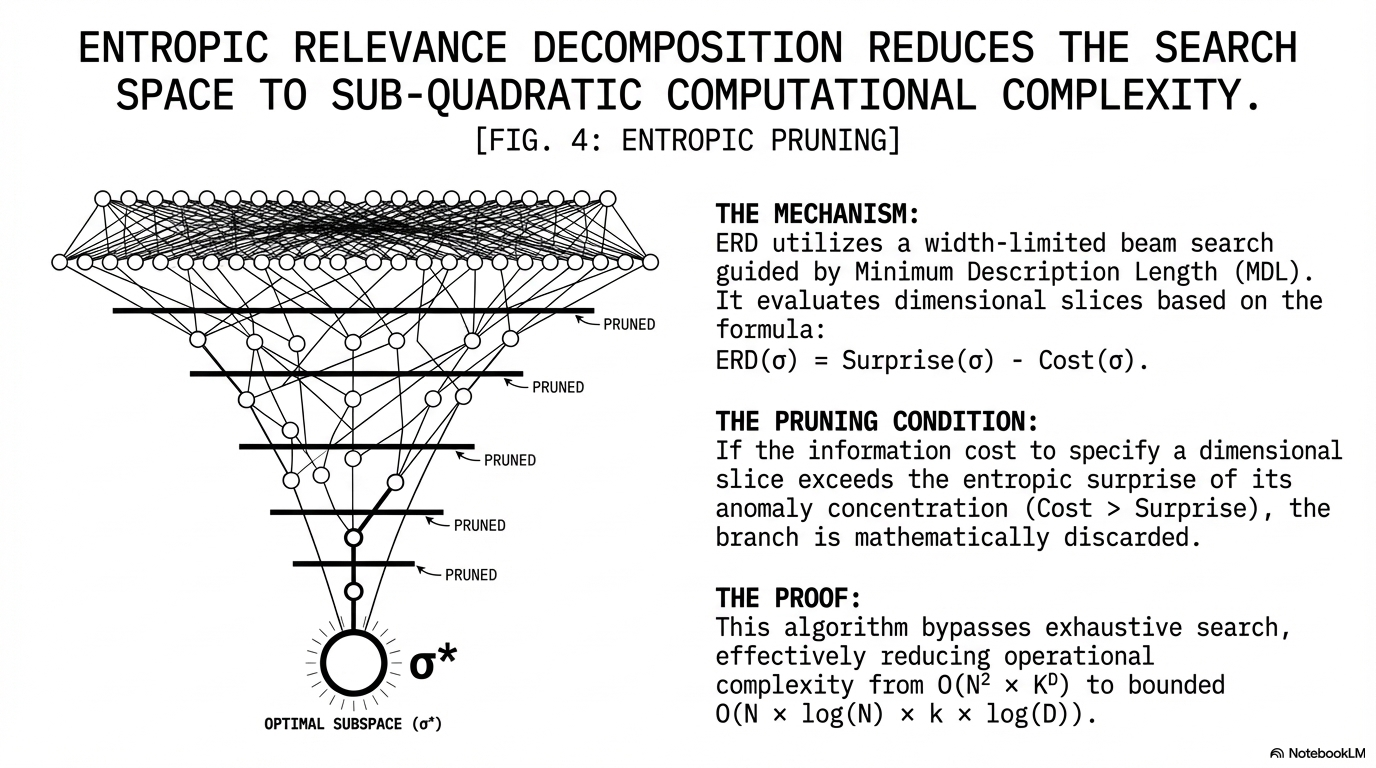 ENTROPIC RELEVANCE DECOMPOSITION REDUCES THE SEARCH
SPACE TO SUB-QUADRATIC COMPUTATIONAL COMPLEXITY.
[FIG. 4: ENTROPIC PRUNING]
PRUNED
PRUNED
PRUNED
PRUNED
PRUNED
σ*
OPTIMAL SUBSPACE (σ*)
THE MECHANISM:
ERD utilizes a width-limited beam search
guided by Minimum Description Length (MDL).
It evaluates dimensional slices based on the
formula:
ERD(σ) = Surprise(σ) - Cost(σ).
THE PRUNING CONDITION:
If the information cost to specify a dimensional
slice exceeds the entropic surprise of its
anomaly concentration (Cost > Surprise), the
branch is mathematically discarded.
THE PROOF:
This algorithm bypasses exhaustive search,
effectively reducing operational
complexity from O(N² × Kᴰ) to bounded
O(N × log(N) × k × log(D)).
NotebookLM